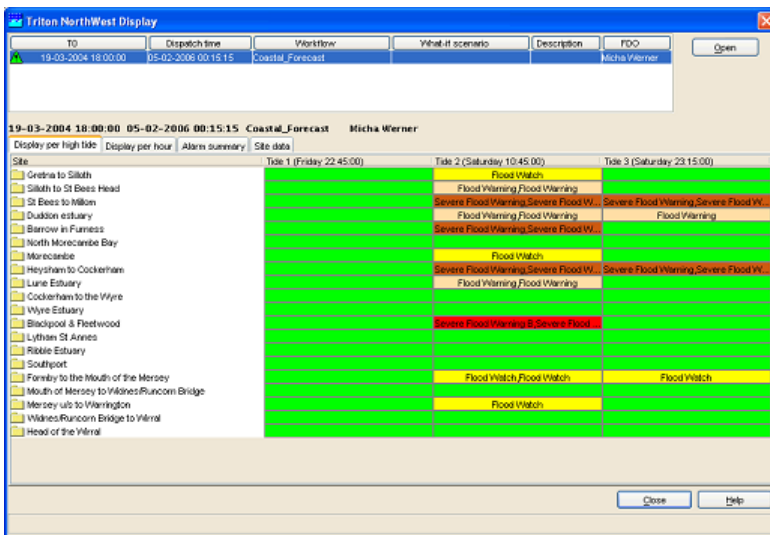 Triton NorthWest Display
T0 Dispatch time Workflow What-if scenario Description FDO
Open
19-03-2004 18:00:00 05-02-2006 00:15:15 Coastal_Forecast Micha Werner
19-03-2004 18:00:00 05-02-2006 00:15:15 Coastal_Forecast Micha Werner
Display per high tide Display per hour Alarm summary Site data
Site Tide 1 (Friday 22:45:00) Tide 2 (Saturday 10:45:00) Tide 3 (Saturday 23:15:00)
Gretna to Silloth Flood Watch
Silloth to St Bees Head Flood Warning,Flood Warning
St Bees to Millom Severe Flood Warning,Severe Flood W... Severe Flood Warning,Severe Flood W...
Duddon estuary Flood Warning,Flood Warning Flood Warning
Barrow in Furness Severe Flood Warning,Severe Flood W...
North Morecambe Bay
Morecambe Flood Watch
Heysham to Cockerham Severe Flood Warning,Severe Flood W... Severe Flood Warning,Severe Flood W...
Lune Estuary Flood Warning,Flood Warning
Cockerham to the Wyre
Wyre Estuary
Blackpool & Fleetwood Severe Flood Warning B,Severe Flood ...
Lytham St Annes
Ribble Estuary
Southport
Formby to the Mouth of the Mersey Flood Watch,Flood Watch Flood Watch
Mouth of Mersey to Widnes/Runcorn Bridge
Mersey u/s to Warrington Flood Watch
Widnes/Runcorn Bridge to Wirral
Head of the Wirral
Close Help